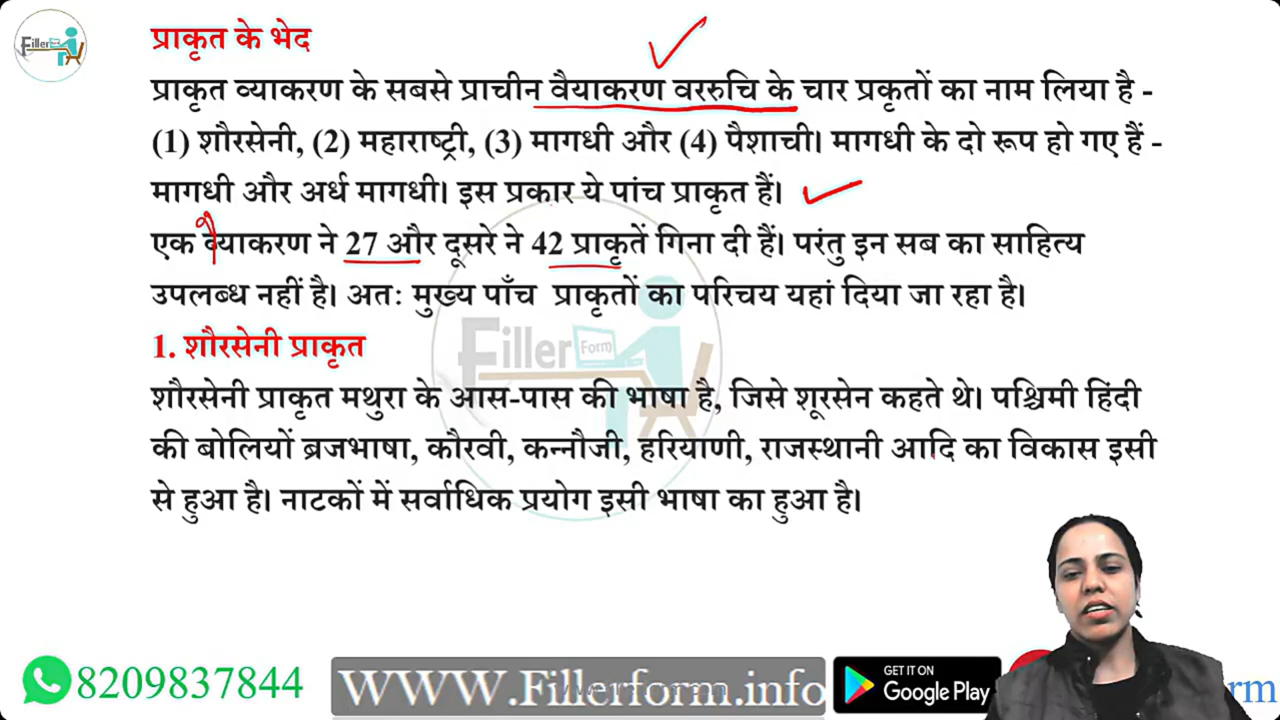 Filler
प्राकृत के भेद
प्राकृत व्याकरण के सबसे प्राचीन वैयाकरण वररुचि के चार प्रकृतों का नाम लिया है -
(1) शौरसेनी, (2) महाराष्ट्री, (3) मागधी और (4) पैशाची। मागधी के दो रूप हो गए हैं -
मागधी और अर्ध मागधी। इस प्रकार ये पांच प्राकृत हैं।
एक वैयाकरण ने 27 और दूसरे ने 42 प्राकृतें गिना दी हैं। परंतु इन सब का साहित्य
उपलब्ध नहीं है। अतः मुख्य पाँच प्राकृतों का परिचय यहां दिया जा रहा है।
Filler Form
1. शौरसेनी प्राकृत
शौरसेनी प्राकृत मथुरा के आस-पास की भाषा है, जिसे शूरसेन कहते थे। पश्चिमी हिंदी
की बोलियों ब्रजभाषा, कौरवी, कन्नौजी, हरियाणी, राजस्थानी आदि का विकास इसी
से हुआ है। नाटकों में सर्वाधिक प्रयोग इसी भाषा का हुआ है।
8209837844
WWW.Fillerform.info
GET IT ON
Google Play